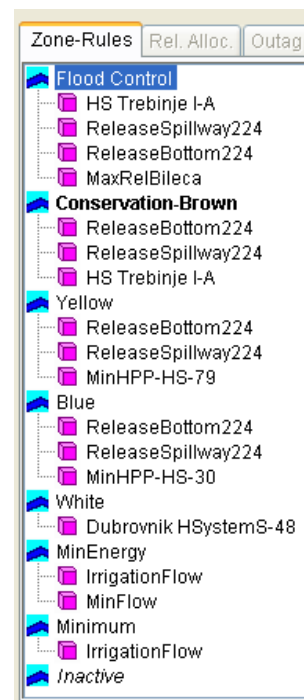 Zone-Rules Rel. Alloc. Outag
Flood Control
HS Trebinje I-A
ReleaseSpillway224
ReleaseBottom224
MaxRelBileca
Conservation-Brown
ReleaseBottom224
ReleaseSpillway224
HS Trebinje I-A
Yellow
ReleaseBottom224
ReleaseSpillway224
MinHPP-HS-79
Blue
ReleaseBottom224
ReleaseSpillway224
MinHPP-HS-30
White
Dubrovnik HSystemS-48
MinEnergy
IrrigationFlow
MinFlow
Minimum
IrrigationFlow
Inactive